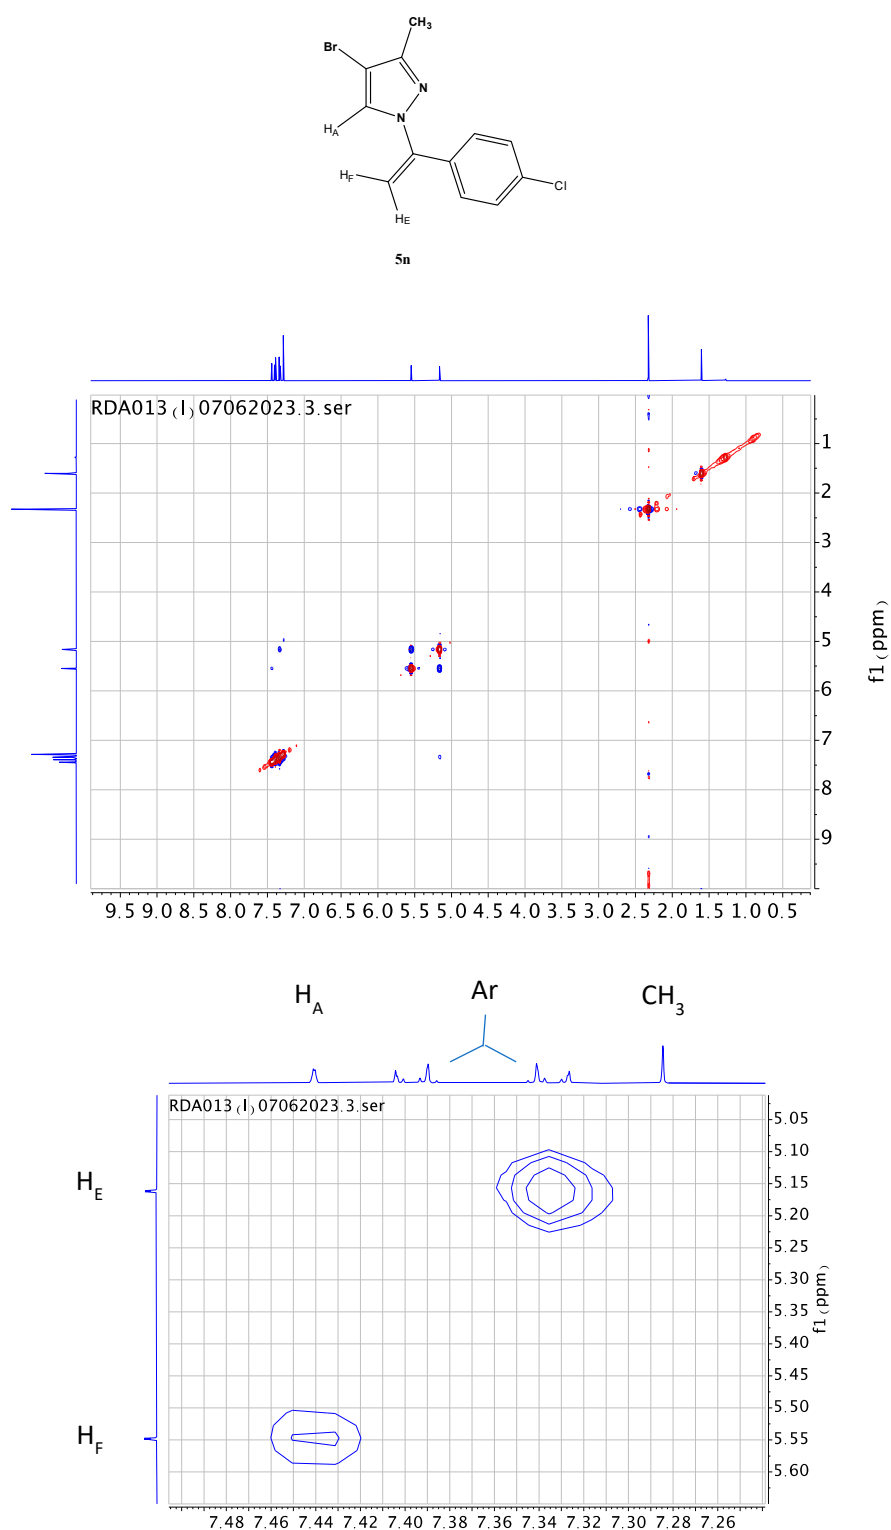 CH3
Br
N
N
HA
HF
HE
Cl
5n
RDA013 (I) 07062023.3.ser
1
2
3
4
5
6
7
8
9
f1 (ppm)
9.5 9.0 8.5 8.0 7.5 7.0 6.5 6.0 5.5 5.0 4.5 4.0 3.5 3.0 2.5 2.0 1.5 1.0 0.5
HA Ar CH3
RDA013 (I) 07062023.3.ser
HE
HF
5.05
5.10
5.15
5.20
5.25
5.30
5.35
5.40
5.45
5.50
5.55
5.60
f1 (ppm)
7.48 7.46 7.44 7.42 7.40 7.38 7.36 7.34 7.32 7.30 7.28 7.26